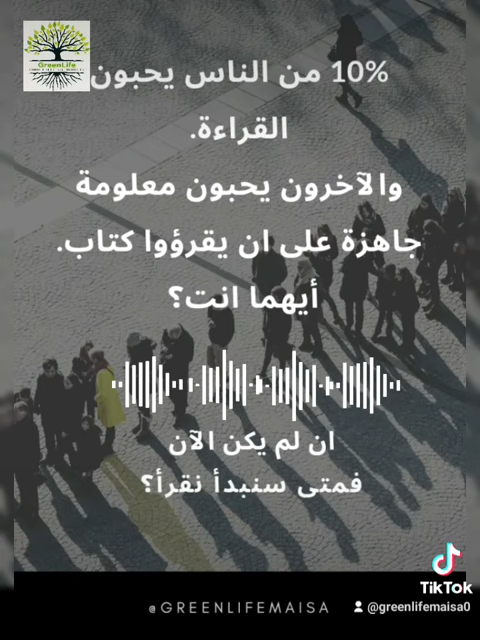 GreenLife
10% من الناس يحبون
القراءة.
والآخرون يحبون معلومة
جاهزة على ان يقرؤوا كتاب.
أيهما انت؟
ان لم يكن الآن
فمتى سنبدأ نقرأ؟
@GREENLIFEMAISA
TikTok
@greenlifemaisa0